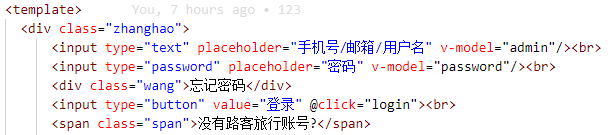 <template> You, 7 hours ago • 123
<div class="zhanghao">
<input type="text" placeholder="手机号/邮箱/用户名" v-model="admin"/><br>
<input type="password" placeholder="密码" v-model="password"/><br>
<div class="wang">忘记密码</div>
<input type="button" value="登录" @click="login"><br>
<span class="span">没有路客旅行账号?</span>